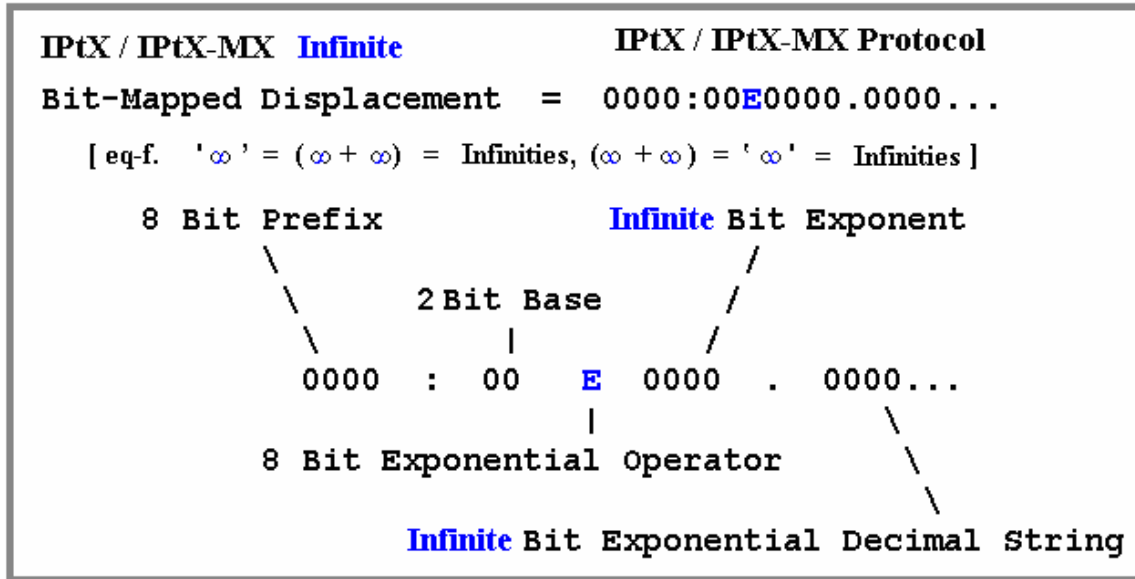 IPtX / IPtX-MX Infinite IPtX / IPtX-MX Protocol
Bit-Mapped Displacement = 0000:00E0000.0000...
[ eq-f. '∞' = (∞ + ∞) = Infinities, (∞ + ∞) = '∞' = Infinities ]
8 Bit Prefix Infinite Bit Exponent
2 Bit Base
0000 : 00 E 0000 . 0000...
8 Bit Exponential Operator
Infinite Bit Exponential Decimal String